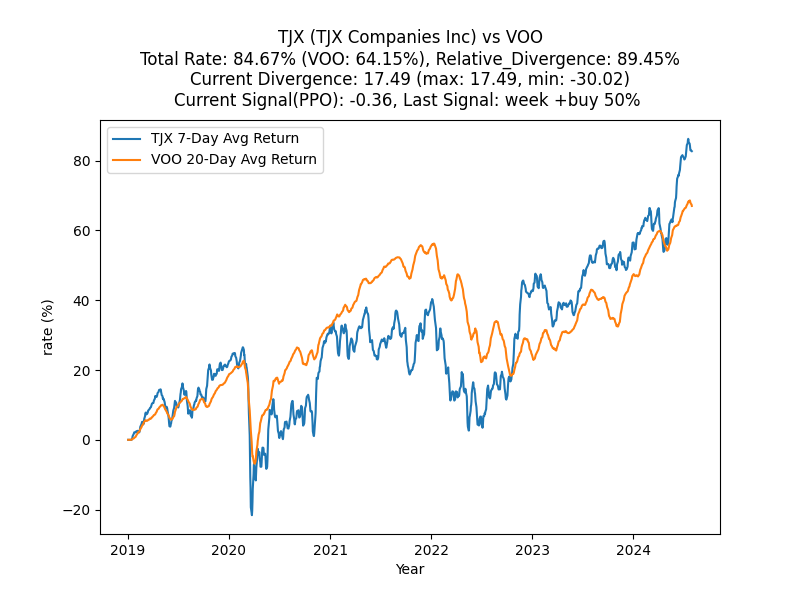 TJX (TJX Companies Inc) vs VOO
Total Rate: 84.67% (VOO: 64.15%), Relative_Divergence: 89.45%
Current Divergence: 17.49 (max: 17.49, min: -30.02)
Current Signal(PPO): -0.36, Last Signal: week +buy 50%
TJX 7-Day Avg Return
VOO 20-Day Avg Return
80
60
40
20
0
−20
rate (%)
2019 2020 2021 2022 2023 2024
Year